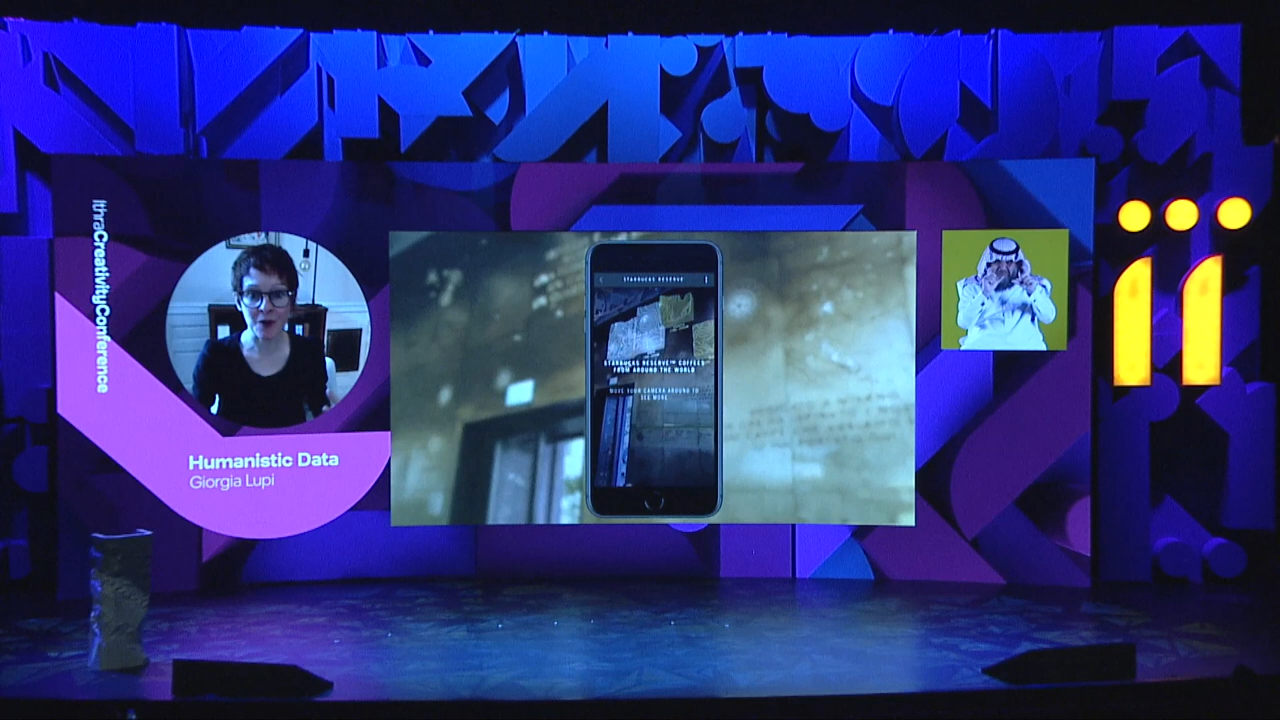 IthraCreativityConference
Humanistic Data
Giorgia Lupi
STARBUCKS RESERVE
STARBUCKS RESERVE™ COFFEES
FROM AROUND THE WORLD
MOVE YOUR CAMERA AROUND TO
SEE MORE